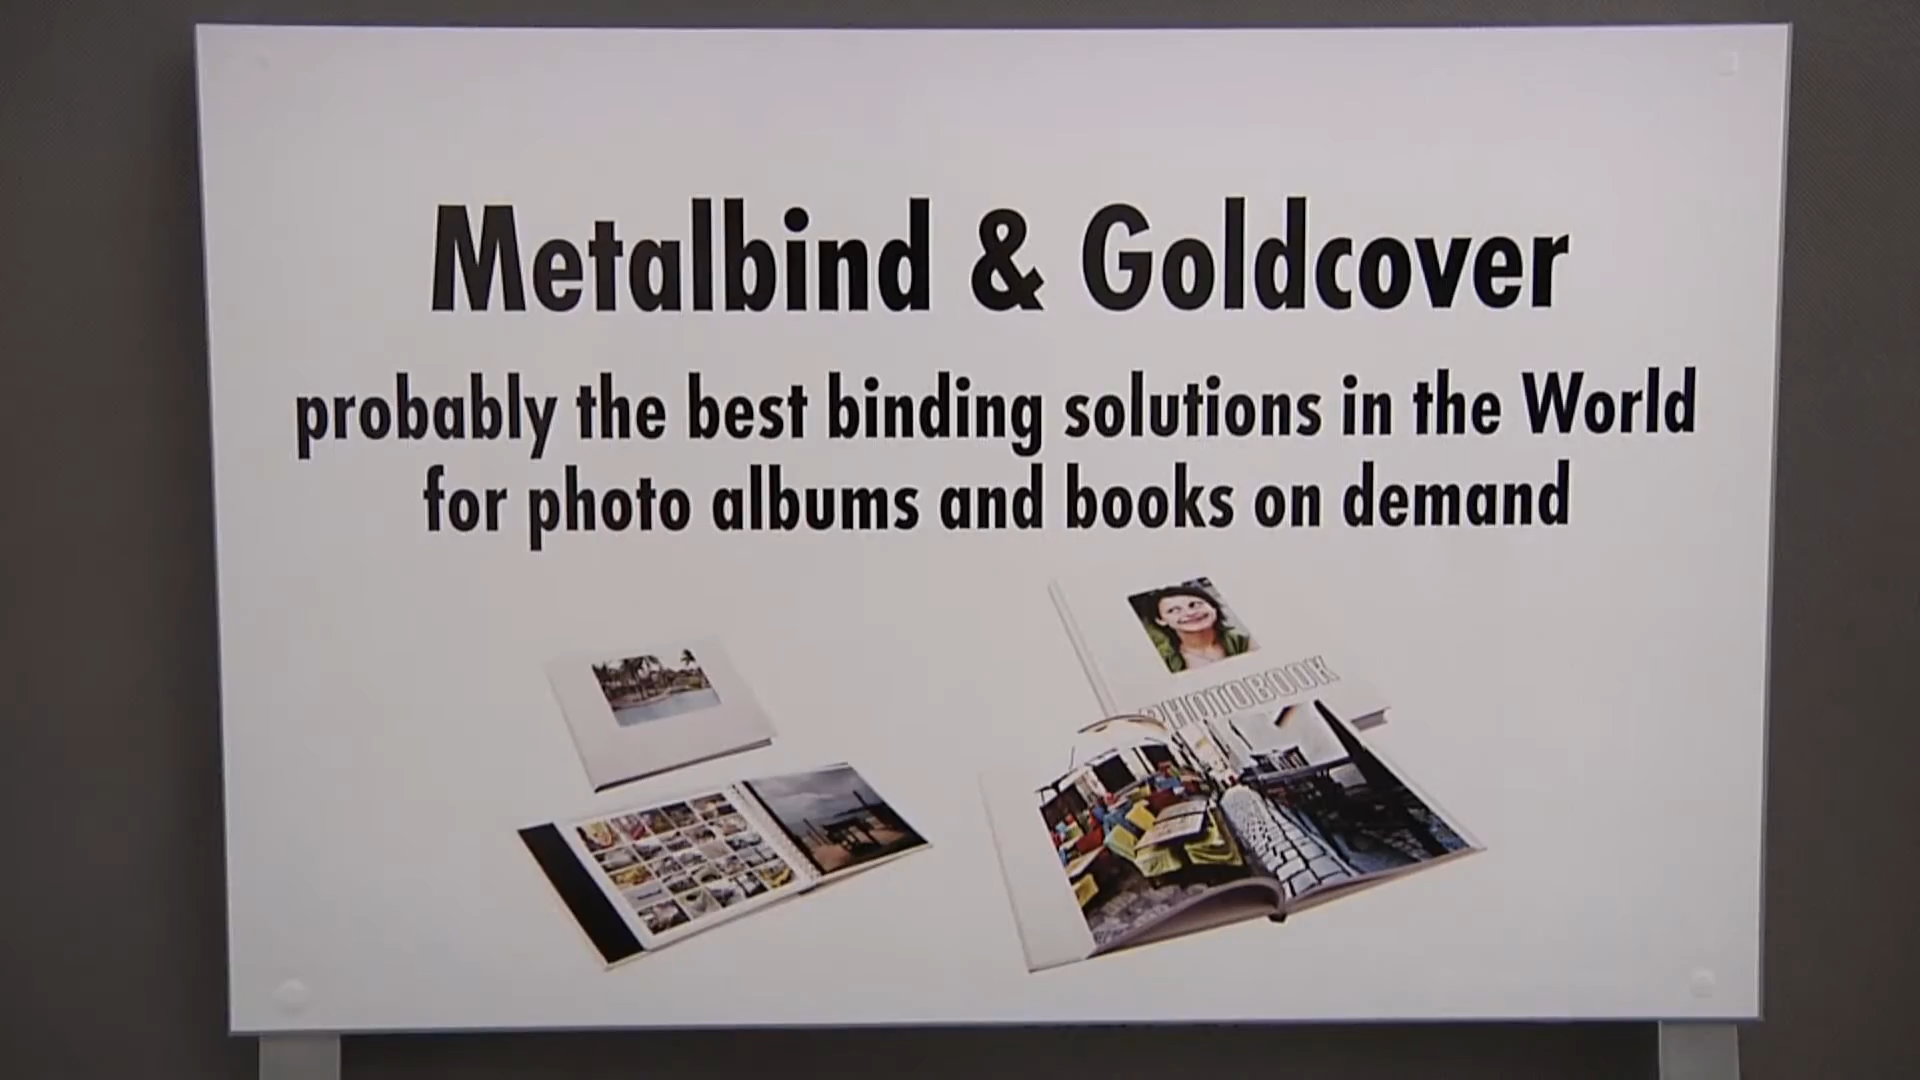 Metalbind & Goldcover
probably the best binding solutions in the World
for photo albums and books on demand
PHOTOBOOK